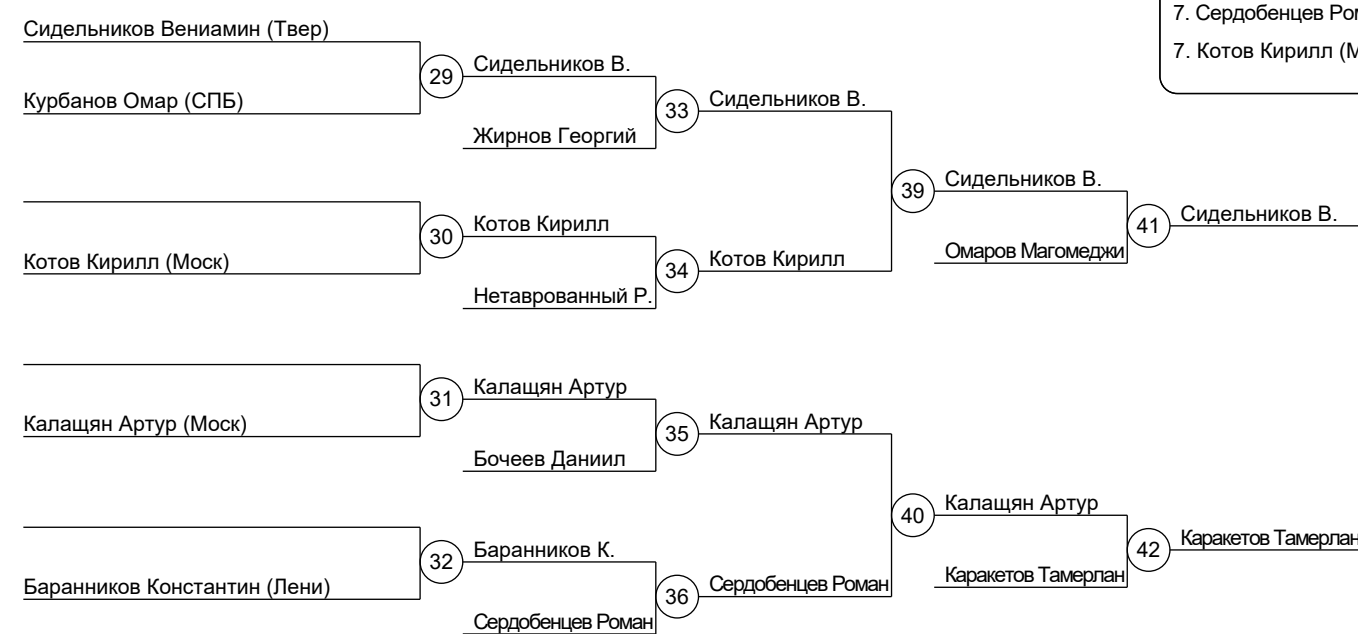 7. Сердобенцев
7. Котов Кирилл
Сидельников Вениамин (Твер)
29
Сидельников В.
Курбанов Омар (СПБ)
33
Сидельников В.
Жирнов Георгий
39
Сидельников В.
30
Котов Кирилл
41
Сидельников В.
Котов Кирилл (Моск)
34
Котов Кирилл
Омаров Магомеджи
Нетаврованный Р.
31
Калащян Артур
Калащян Артур (Моск)
35
Калащян Артур
Бочеев Даниил
40
Калащян Артур
32
Баранников К.
42
Каракетов Тамерлан
Баранников Константин (Лени)
36
Сердобенцев Роман
Каракетов Тамерлан
Сердобенцев Роман